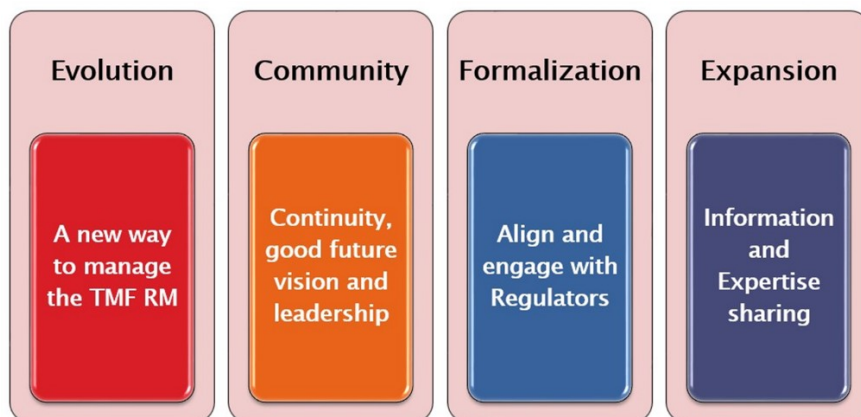 Evolution
A new way
to manage
the TMF RM
Community
Continuity,
good future
vision and
leadership
Formalization
Align and
engage with
Regulators
Expansion
Information
and
Expertise
sharing